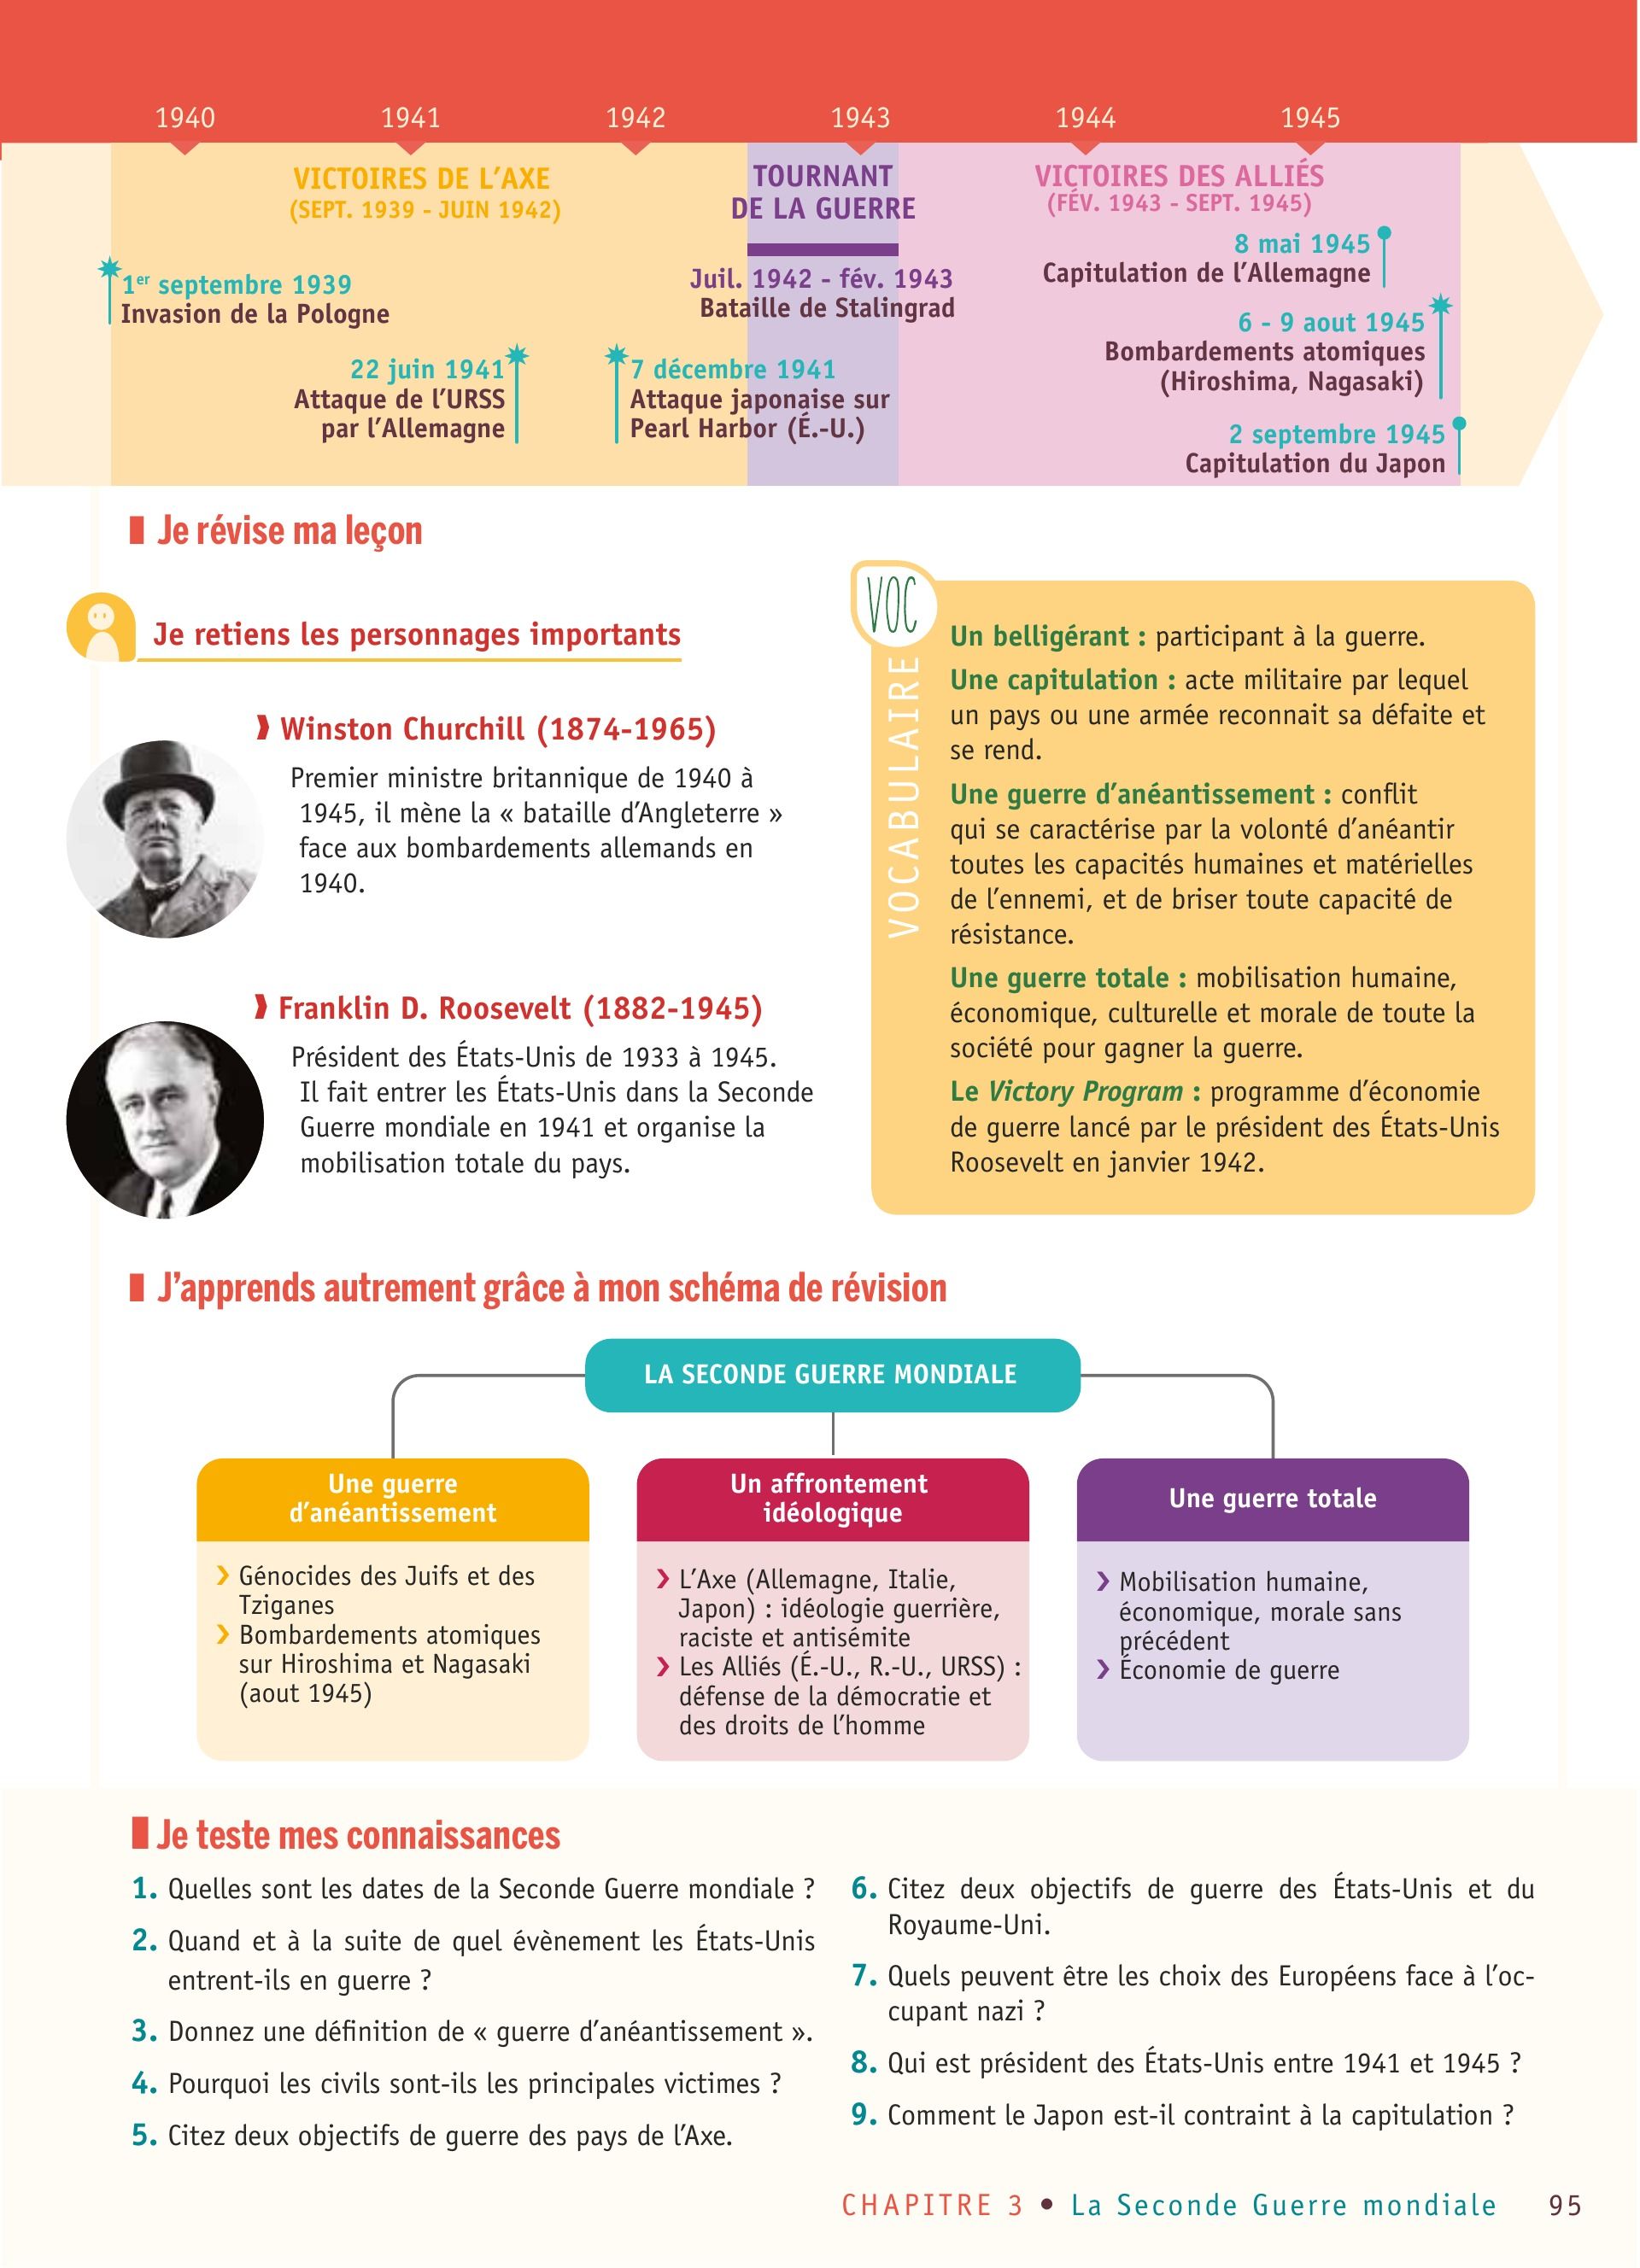 1940 1941 1942 1943 1944 1945
VICTOIRES DE L'AXE
(SEPT. 1939 - JUIN 1942)
TOURNANT
DE LA GUERRE
VICTOIRES DES ALLIÉS
(FÉV. 1943 - SEPT. 1945)
1er septembre 1939
Invasion de la Pologne
22 juin 1941
Attaque de l'URSS
par l'Allemagne
Juil. 1942 - fév. 1943
Bataille de Stalingrad
7 décembre 1941
Attaque japonaise sur
Pearl Harbor (É.-U.)
8 mai 1945
Capitulation de l'Allemagne
6 - 9 aout 1945
Bombardements atomiques
(Hiroshima, Nagasaki)
2 septembre 1945
Capitulation du Japon
Je révise ma leçon
Je retiens les personnages importants
Winston Churchill (1874-1965)
Premier ministre britannique de 1940 à
1945, il mène la « bataille d'Angleterre »
face aux bombardements allemands en
1940.
Franklin D. Roosevelt (1882-1945)
Président des États-Unis de 1933 à 1945.
Il fait entrer les États-Unis dans la Seconde
Guerre mondiale en 1941 et organise la
mobilisation totale du pays.
VOC
VOCABULAIRE
Un belligérant : participant à la guerre.
Une capitulation : acte militaire par lequel
un pays ou une armée reconnait sa défaite et
se rend.
Une guerre d'anéantissement : conflit
qui se caractérise par la volonté d'anéantir
toutes les capacités humaines et matérielles
de l'ennemi, et de briser toute capacité de
résistance.
Une guerre totale : mobilisation humaine,
économique, culturelle et morale de toute la
société pour gagner la guerre.
Le Victory Program : programme d'économie
de guerre lancé par le président des États-Unis
Roosevelt en janvier 1942.
J'apprends autrement grâce à mon schéma de révision
LA SECONDE GUERRE MONDIALE
Une guerre
d'anéantissement
› Génocides des Juifs et des
Tziganes
› Bombardements atomiques
sur Hiroshima et Nagasaki
(aout 1945)
Un affrontement
idéologique
› L'Axe (Allemagne, Italie,
Japon) : idéologie guerrière,
raciste et antisémite
› Les Alliés (É.-U., R.-U., URSS) :
défense de la démocratie et
des droits de l'homme
Une guerre totale
› Mobilisation humaine,
économique, morale sans
précédent
› Économie de guerre
Je teste mes connaissances
1. Quelles sont les dates de la Seconde Guerre mondiale ?
2. Quand et à la suite de quel évènement les États-Unis
entrent-ils en guerre ?
3. Donnez une définition de « guerre d'anéantissement ».
4. Pourquoi les civils sont-ils les principales victimes ?
5. Citez deux objectifs de guerre des pays de l'Axe.
6. Citez deux objectifs de guerre des États-Unis et du
Royaume-Uni.
7. Quels peuvent être les choix des Européens face à l'oc-
cupant nazi ?
8. Qui est président des États-Unis entre 1941 et 1945 ?
9. Comment le Japon est-il contraint à la capitulation ?
CHAPITRE 3 • La Seconde Guerre mondiale 95